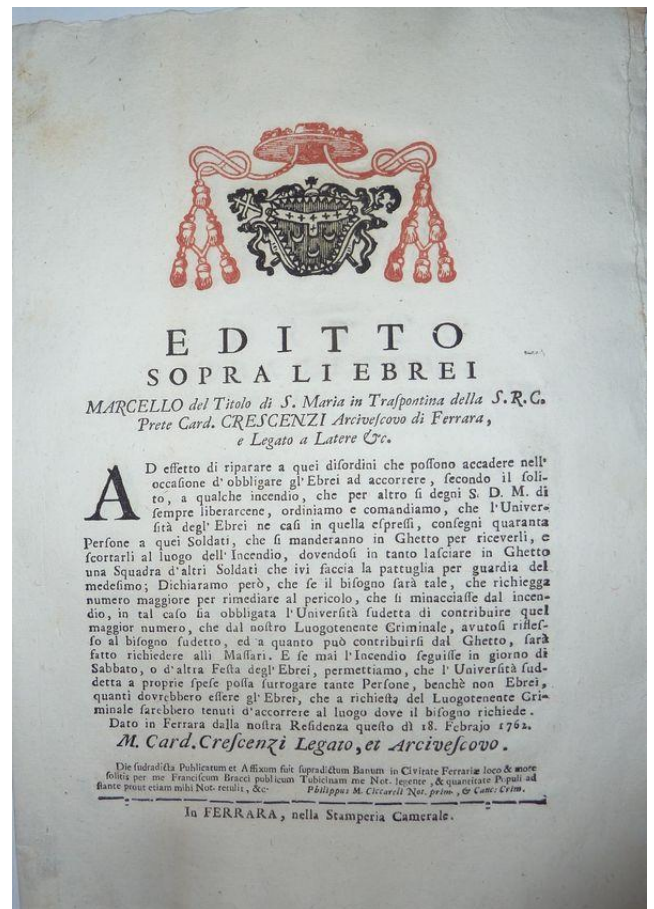 EDITTO
SOPRA LI EBREI
MARCELLO del Titolo di S. Maria in Traſpontina della S. R. C.
Prete Card. CRESCENZI Arciveſcovo di Ferrara,
e Legato a Latere &c.
AD effetto di riparare a quei diſordini che poſſono accadere nell'
occaſione d'obbligare gl'Ebrei ad accorrere, ſecondo il ſoli-
to, a qualche incendio, che per altro ſi degni S. D. M. di
ſempre liberarcene, ordiniamo e comandiamo, che l'Univer-
ſità degl'Ebrei ne caſi in quella eſpreſſi, conſegni quaranta
Perſone a quei Soldati, che ſi manderanno in Ghetto per riceverli, e
ſcortarli al luogo dell'Incendio, dovendoſi in tanto laſciare in Ghetto
una Squadra d'altri Soldati che ivi faccia la pattuglia per guardia del
medeſimo; Dichiaramo però, che ſe il biſogno ſarà tale, che richiegga
numero maggiore per rimediare al pericolo, che ſi minacciaſſe dal incen-
dio, in tal caſo ſia obbligata l'Univerſità ſudetta di contribuire quel
maggior numero, che dal noſtro Luogotenente Criminale, avutoſi rifleſ-
ſo al biſogno ſudetto, ed a quanto può contribuirſi dal Ghetto, ſarà
fatto richiedere alli Maſſari. E ſe mai l'Incendio ſeguiſſe in giorno di
Sabbato, o d'altra Feſta degl'Ebrei, permettiamo, che l'Univerſità ſud-
detta a proprie ſpeſe poſſa ſurrogare tante Perſone, benchè non Ebrei,
quanti dovrebbero eſſere gl'Ebrei, che a richieſta del Luogotenente Cri-
minale ſarebbero tenuti d'accorrere al luogo dove il biſogno richiede.
Dato in Ferrara dalla noſtra Reſidenza queſto dì 18. Febrajo 1762.
M. Card. Creſcenzi Legato, et Arciveſcovo.
Die ſudradicta Publicatum et Affixum fuit ſupradictum Banum in Civitate Ferrariæ loco & more
ſolitis per me Franciſcum Bracci publicum Tubicinam me Not. legente, & quantitate Populi ad
ſtante prout etiam mihi Not. retulit, &c. Philippus M. Ciccareli Not. prim., & Canc: Crim.
In FERRARA, nella Stamperia Camerale.